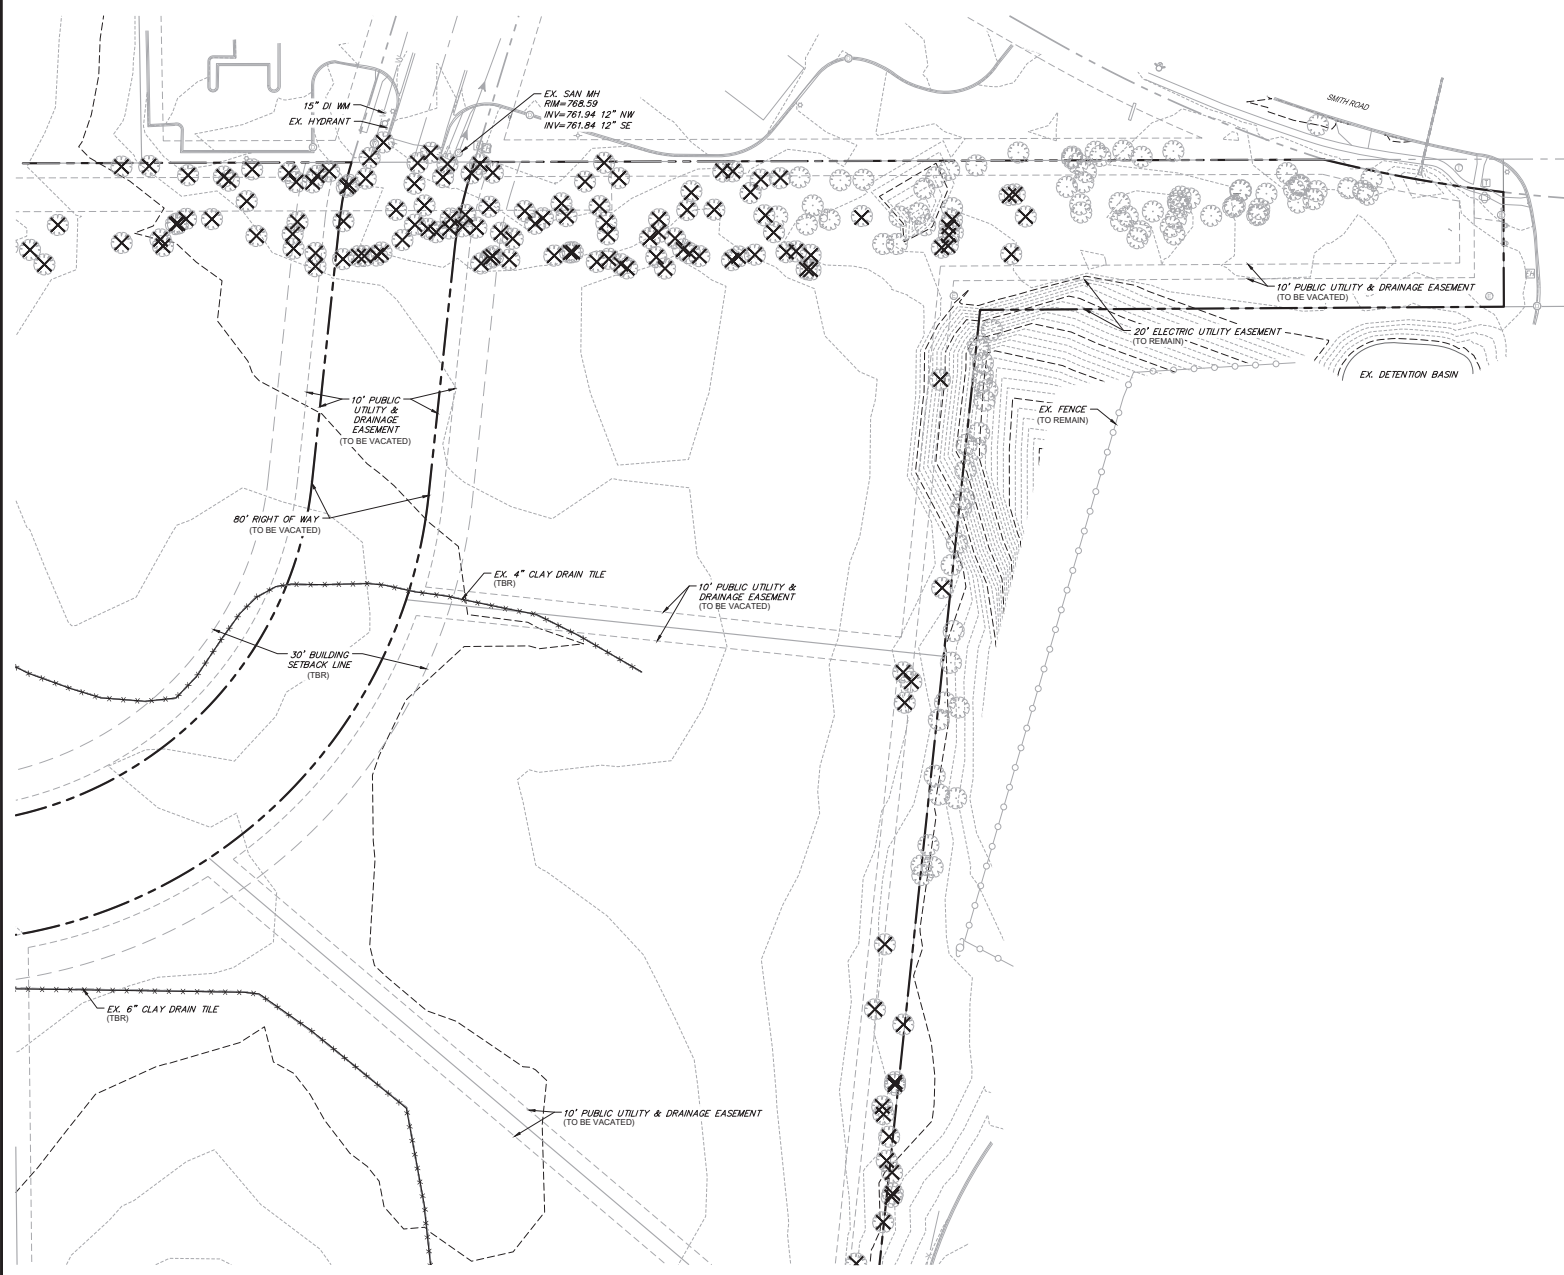 EX. SAN MH
RIM=768.59
INV=761.94 12" NW
INV=761.84 12" SE
15" DI WM
EX. HYDRANT
SMITH ROAD
10' PUBLIC UTILITY & DRAINAGE EASEMENT
(TO BE VACATED)
20' ELECTRIC UTILITY EASEMENT
(TO REMAIN)
EX. DETENTION BASIN
10' PUBLIC
UTILITY &
DRAINAGE
EASEMENT
(TO BE VACATED)
EX. FENCE
(TO REMAIN)
80' RIGHT OF WAY
(TO BE VACATED)
EX. 4" CLAY DRAIN TILE
(TBR)
10' PUBLIC UTILITY &
DRAINAGE EASEMENT
(TO BE VACATED)
30' BUILDING
SETBACK LINE
(TBR)
EX. 6" CLAY DRAIN TILE
(TBR)
10' PUBLIC UTILITY & DRAINAGE EASEMENT
(TO BE VACATED)